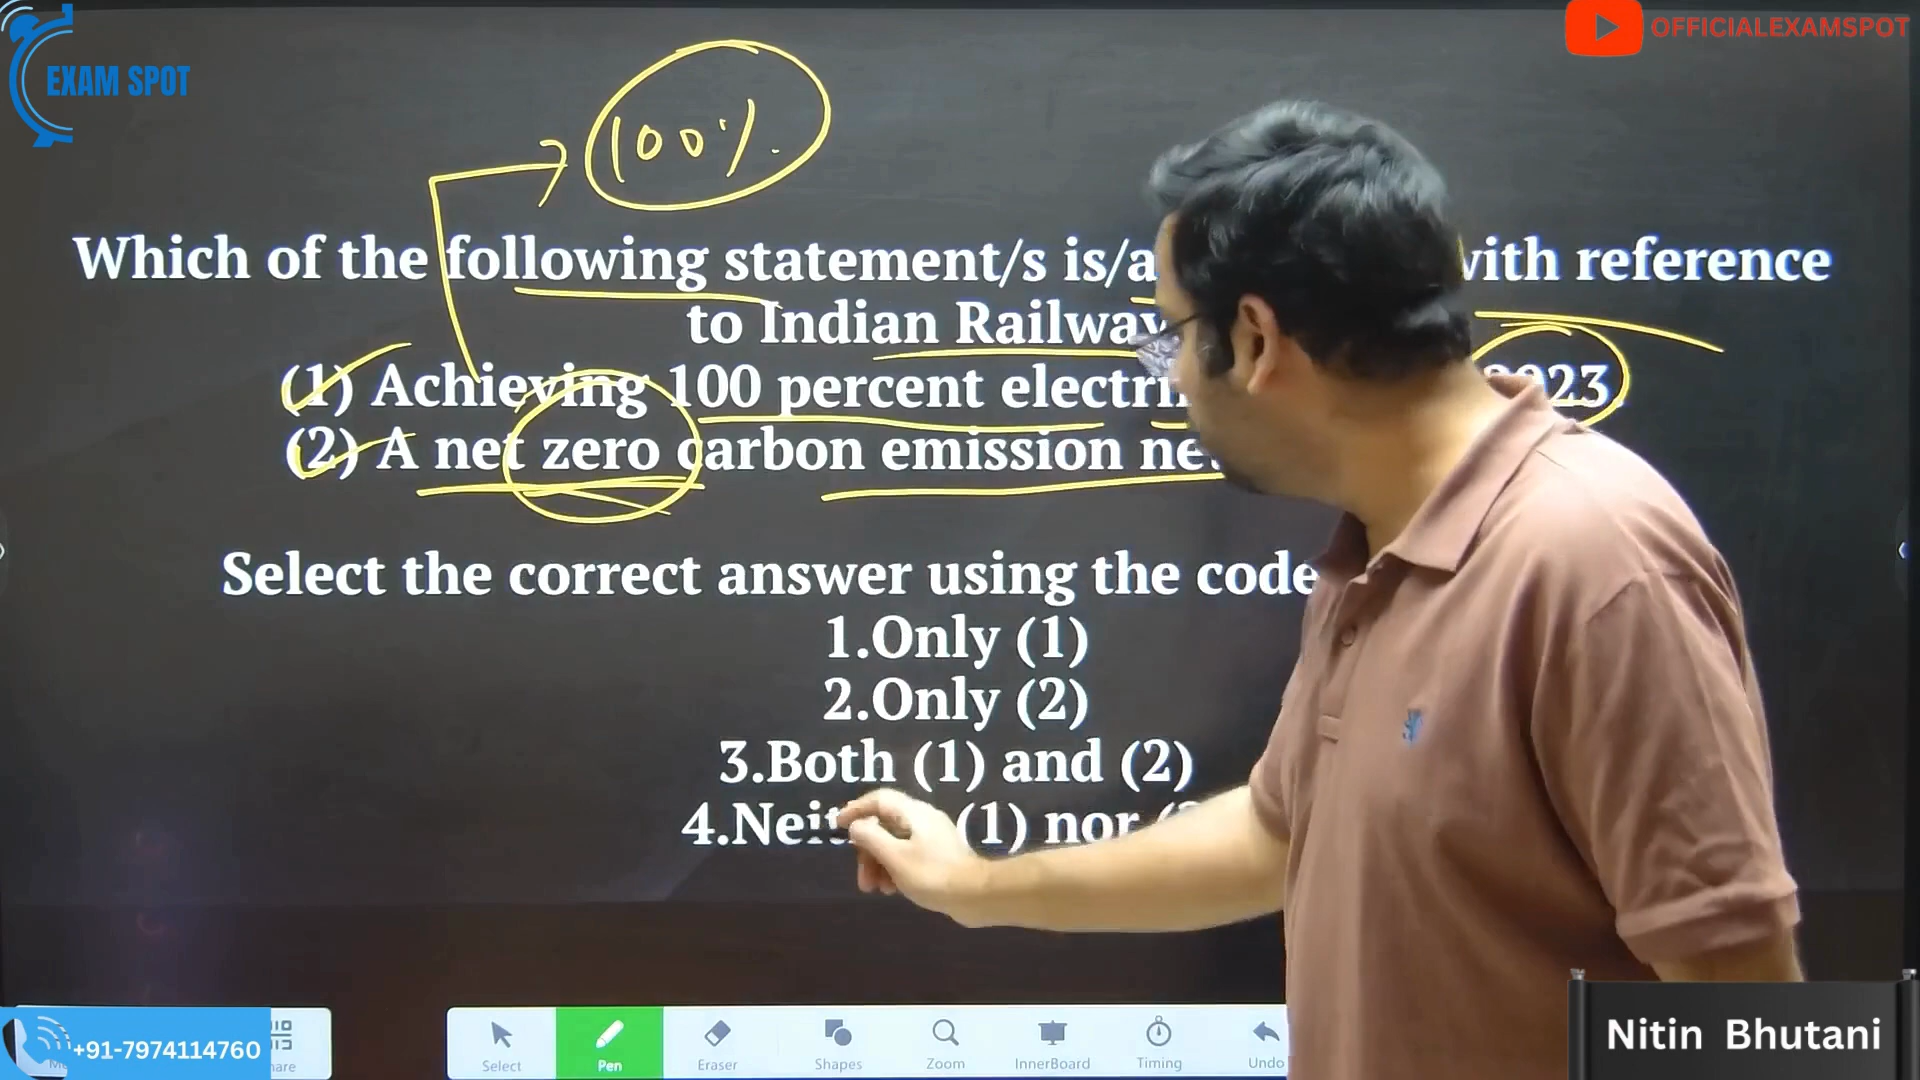 EXAM SPOT
OFFICIALEXAMSPOT
100%
Which of the following statement/s is/a with reference
to Indian Railway
(1) Achieving 100 percent electri 2023
(2) A net zero carbon emission net
Select the correct answer using the code
1.Only (1)
2.Only (2)
3.Both (1) and (2)
4.Neit (1) nor
+91-7974114760
Select
Pen
Eraser
Shapes
Zoom
InnerBoard
Timing
Undo
Nitin Bhutani